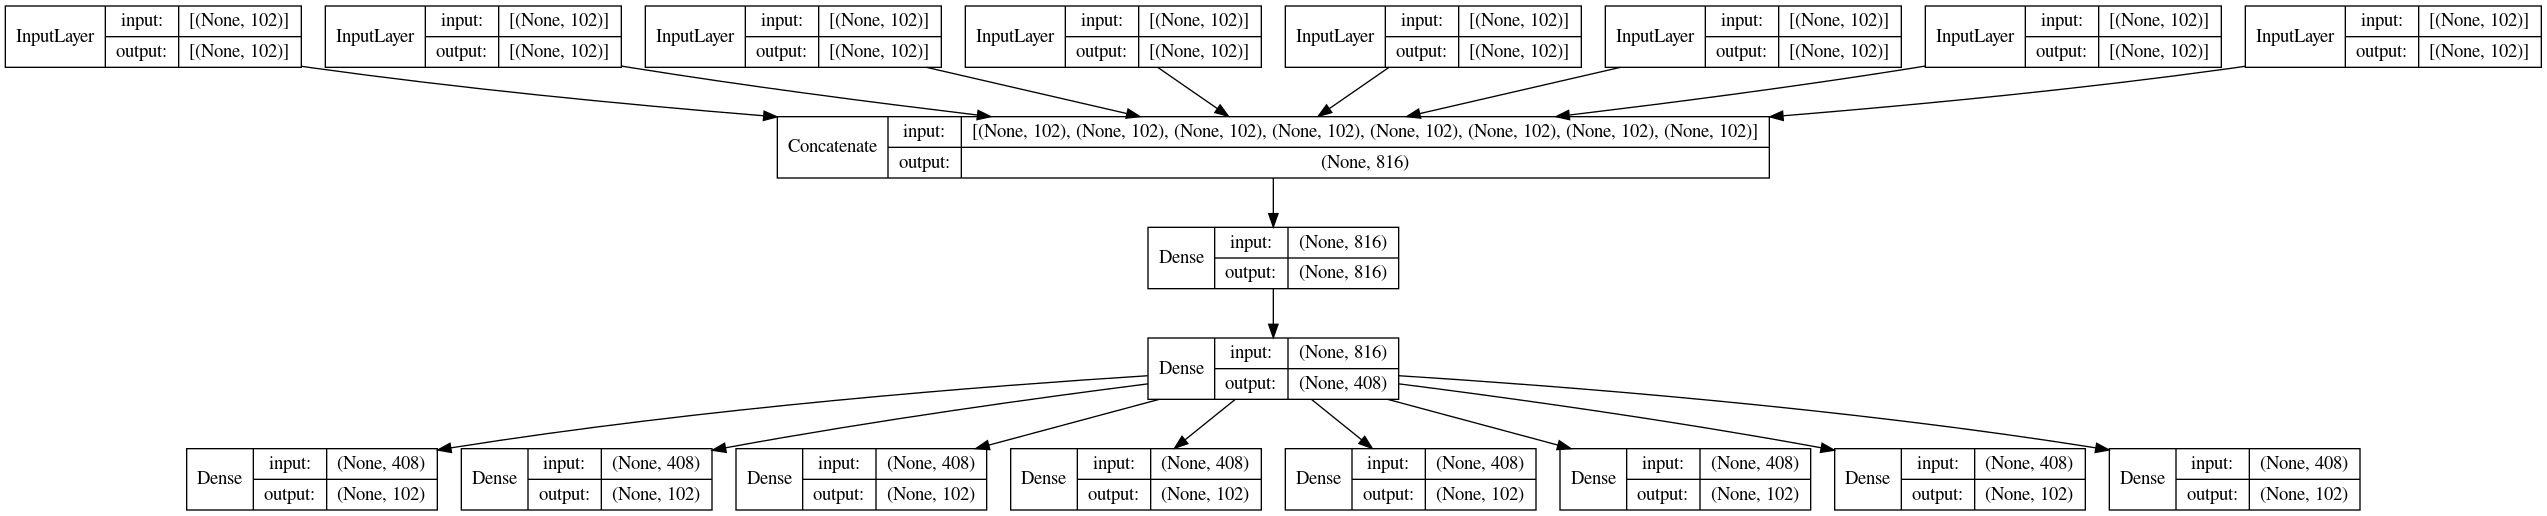 InputLayer input: [(None, 102)] output: [(None, 102)]
InputLayer input: [(None, 102)] output: [(None, 102)]
InputLayer input: [(None, 102)] output: [(None, 102)]
InputLayer input: [(None, 102)] output: [(None, 102)]
InputLayer input: [(None, 102)] output: [(None, 102)]
InputLayer input: [(None, 102)] output: [(None, 102)]
InputLayer input: [(None, 102)] output: [(None, 102)]
InputLayer input: [(None, 102)] output: [(None, 102)]
Concatenate input: [(None, 102), (None, 102), (None, 102), (None, 102), (None, 102), (None, 102), (None, 102), (None, 102)] output: (None, 816)
Dense input: (None, 816) output: (None, 816)
Dense input: (None, 816) output: (None, 408)
Dense input: (None, 408) output: (None, 102)
Dense input: (None, 408) output: (None, 102)
Dense input: (None, 408) output: (None, 102)
Dense input: (None, 408) output: (None, 102)
Dense input: (None, 408) output: (None, 102)
Dense input: (None, 408) output: (None, 102)
Dense input: (None, 408) output: (None, 102)
Dense input: (None, 408) output: (None, 102)